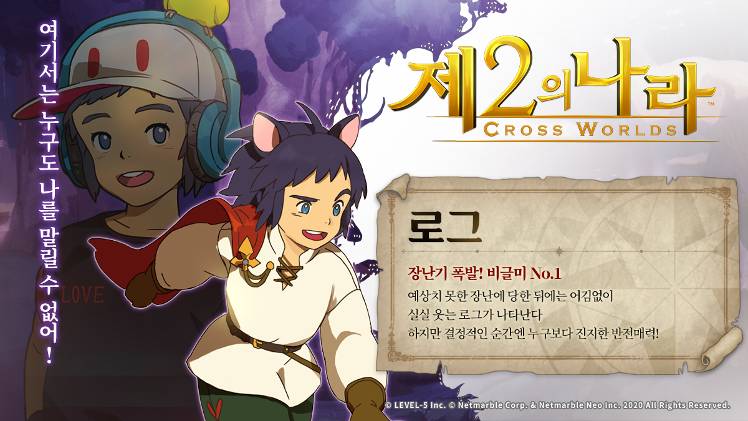 여기서는 누구도 나를 말릴 수 없어!
제2의나라™
CROSS WORLDS
로그
장난기 폭발! 비글미 No.1
예상치 못한 장난에 당한 뒤에는 어김없이
실실 웃는 로그가 나타난다
하지만 결정적인 순간엔 누구보다 진지한 반전매력!
LOVE
© LEVEL-5 Inc. © Netmarble Corp. & Netmarble Neo Inc. 2020 All Rights Reserved.